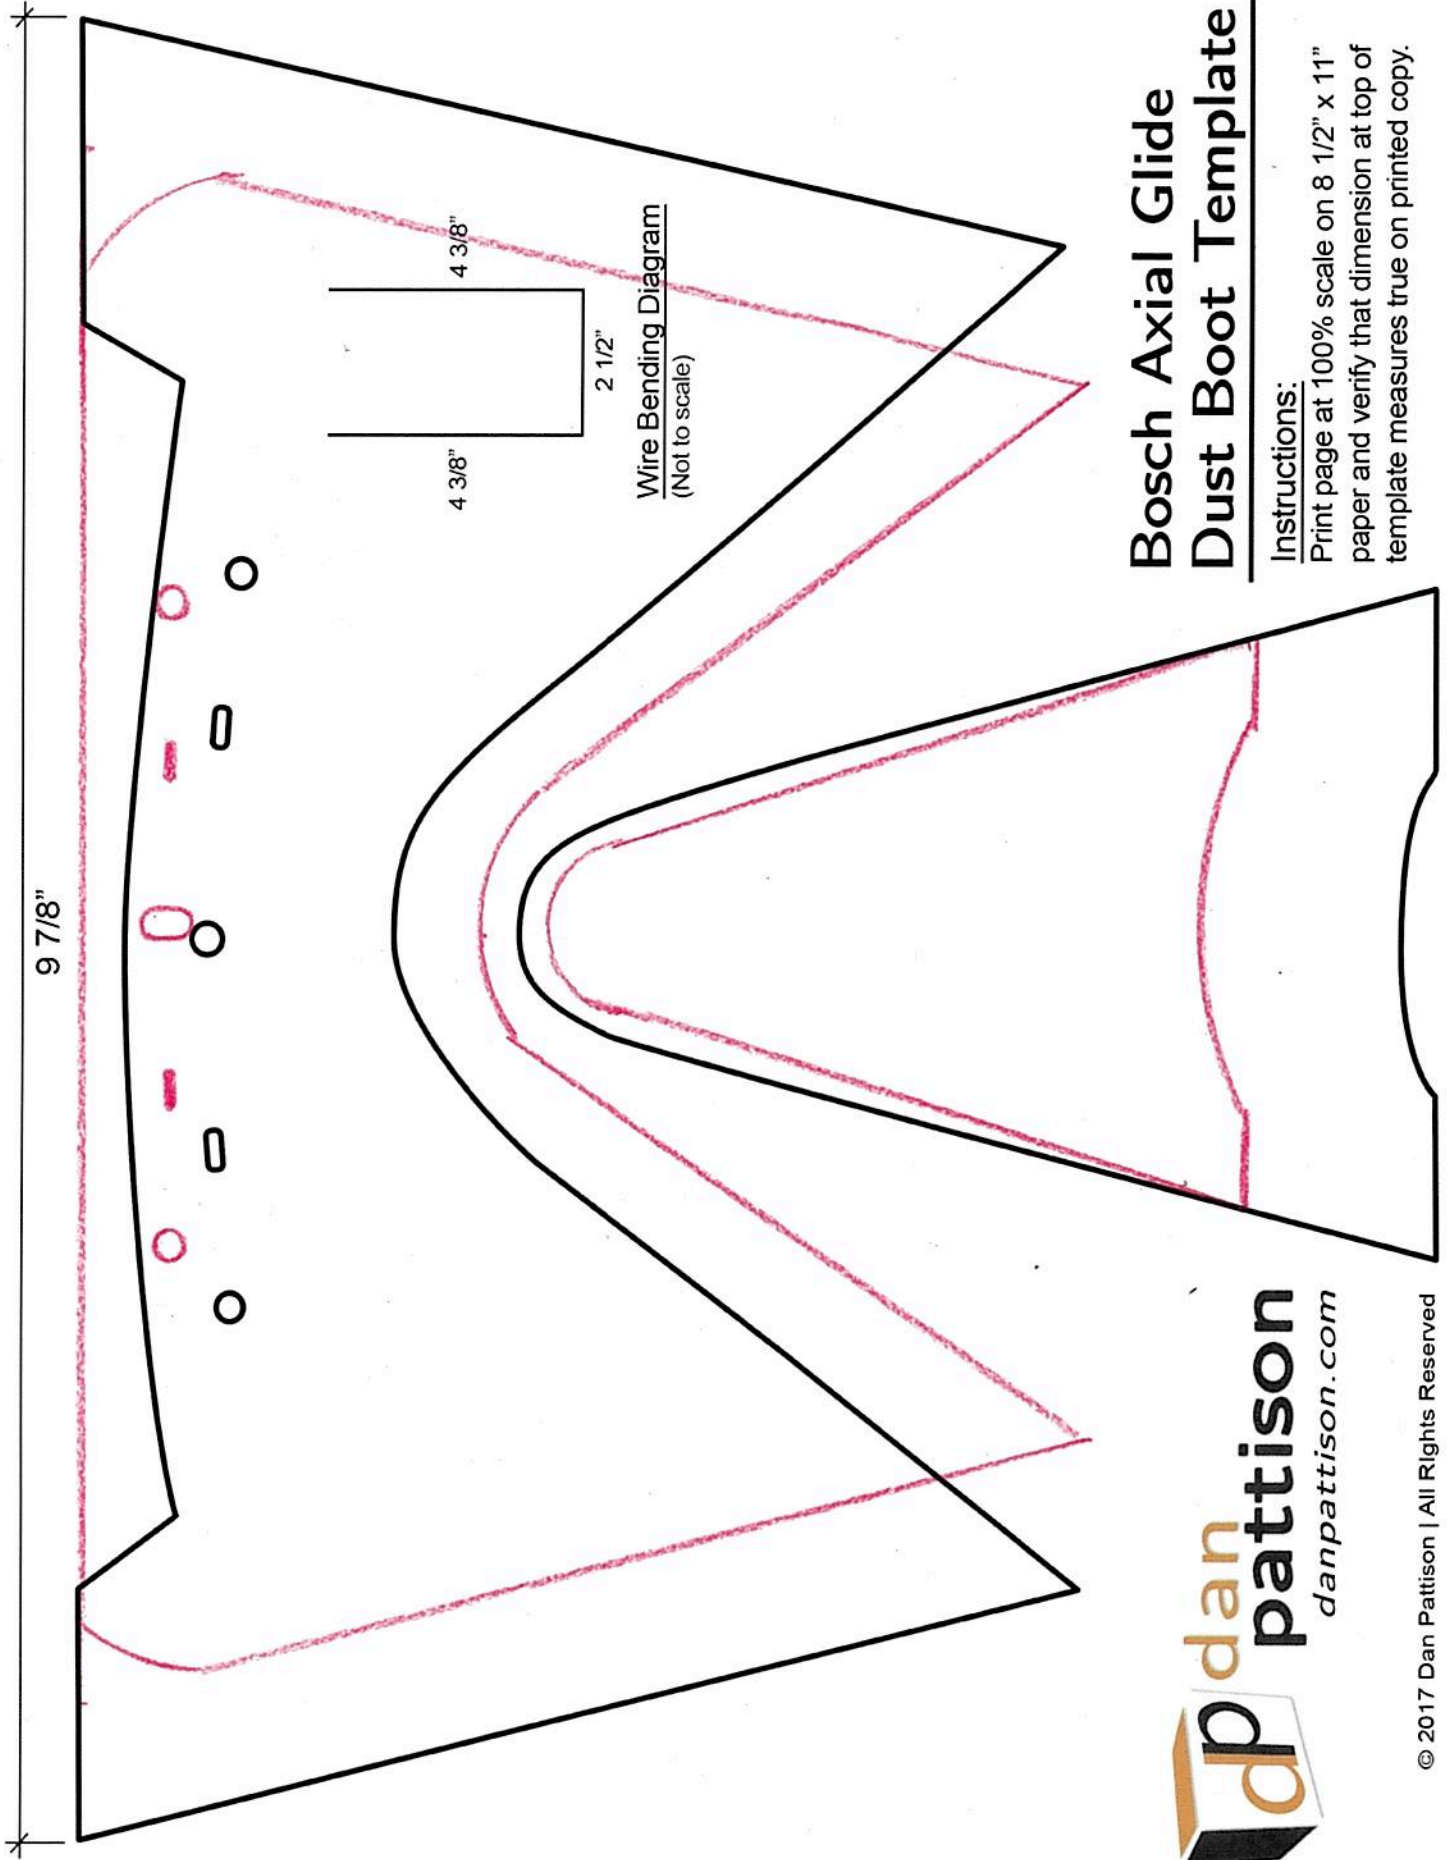 9 7/8"
4 3/8"
4 3/8"
2 1/2"
Wire Bending Diagram
(Not to scale)
dp dan
pattison
danpattison.com
© 2017 Dan Pattison | All RIghts Reserved
Bosch Axial Glide
Dust Boot Template
Instructions:
Print page at 100% scale on 8 1/2" x 11"
paper and verify that dimension at top of
template measures true on printed copy.